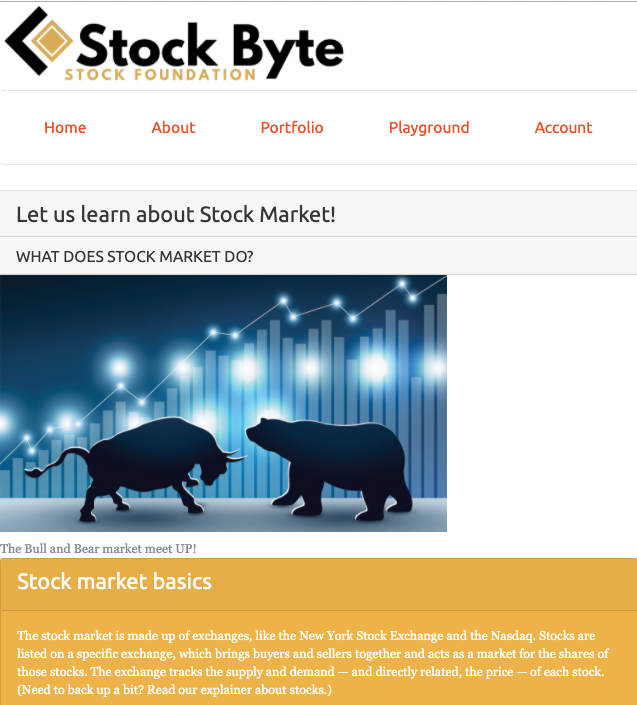 Stock Byte
STOCK FOUNDATION
Home About Portfolio Playground Account
Let us learn about Stock Market!
WHAT DOES STOCK MARKET DO?
The Bull and Bear market meet UP!
Stock market basics
The stock market is made up of exchanges, like the New York Stock Exchange and the Nasdaq. Stocks are
listed on a specific exchange, which brings buyers and sellers together and acts as a market for the shares of
those stocks. The exchange tracks the supply and demand — and directly related, the price — of each stock.
(Need to back up a bit? Read our explainer about stocks.)